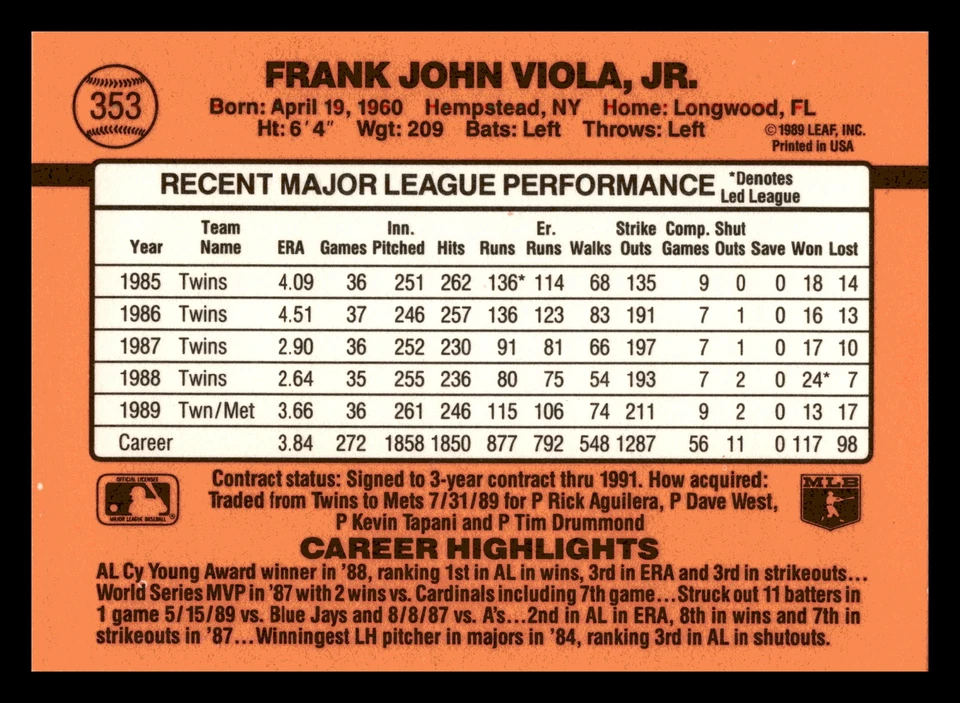 FRANK JOHN VIOLA, JR.
353
Born: April 19, 1960 Hempstead, NY Home: Longwood, FL
Ht: 6'4" Wgt: 209 Bats: Left Throws: Left
©1989 LEAF, INC.
Printed in USA
RECENT MAJOR LEAGUE PERFORMANCE *Denotes Led League
Year Team Name ERA Games Inn. Pitched Hits Runs Er. Runs Walks Strike Outs Comp. Games Shut Outs Save Won Lost
1985 Twins 4.09 36 251 262 136* 114 68 135 9 0 0 18 14
1986 Twins 4.51 37 246 257 136 123 83 191 7 1 0 16 13
1987 Twins 2.90 36 252 230 91 81 66 197 7 1 0 17 10
1988 Twins 2.64 35 255 236 80 75 54 193 7 2 0 24* 7
1989 Twn/Met 3.66 36 261 246 115 106 74 211 9 2 0 13 17
Career 3.84 272 1858 1850 877 792 548 1287 56 11 0 117 98
OFFICIAL LICENSEE
MAJOR LEAGUE BASEBALL
MLB
Contract status: Signed to 3-year contract thru 1991. How acquired:
Traded from Twins to Mets 7/31/89 for P Rick Aguilera, P Dave West,
P Kevin Tapani and P Tim Drummond
CAREER HIGHLIGHTS
AL Cy Young Award winner in '88, ranking 1st in AL in wins, 3rd in ERA and 3rd in strikeouts...
World Series MVP in '87 with 2 wins vs. Cardinals including 7th game...Struck out 11 batters in
1 game 5/15/89 vs. Blue Jays and 8/8/87 vs. A's...2nd in AL in ERA, 8th in wins and 7th in
strikeouts in '87...Winningest LH pitcher in majors in '84, ranking 3rd in AL in shutouts.